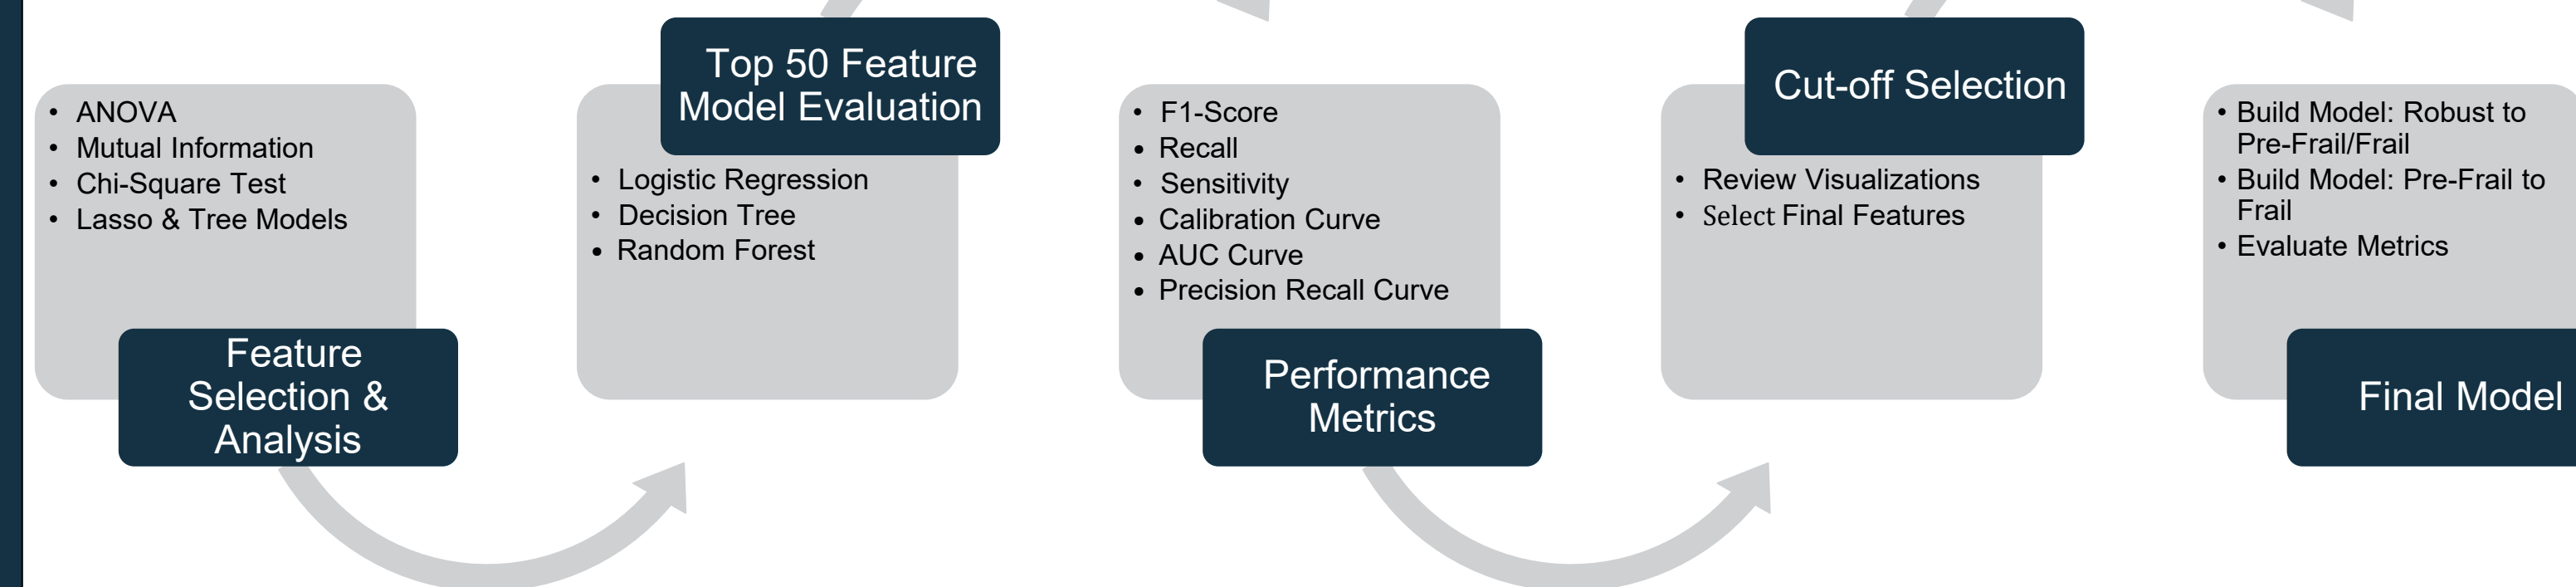 • ANOVA
• Mutual Information
• Chi-Square Test
• Lasso & Tree Models
Feature
Selection &
Analysis
Top 50 Feature
Model Evaluation
• Logistic Regression
• Decision Tree
• Random Forest
• F1-Score
• Recall
• Sensitivity
• Calibration Curve
• AUC Curve
• Precision Recall Curve
Performance
Metrics
Cut-off Selection
• Review Visualizations
• Select Final Features
• Build Model: Robust to
Pre-Frail/Frail
• Build Model: Pre-Frail to
Frail
• Evaluate Metrics
Final Model